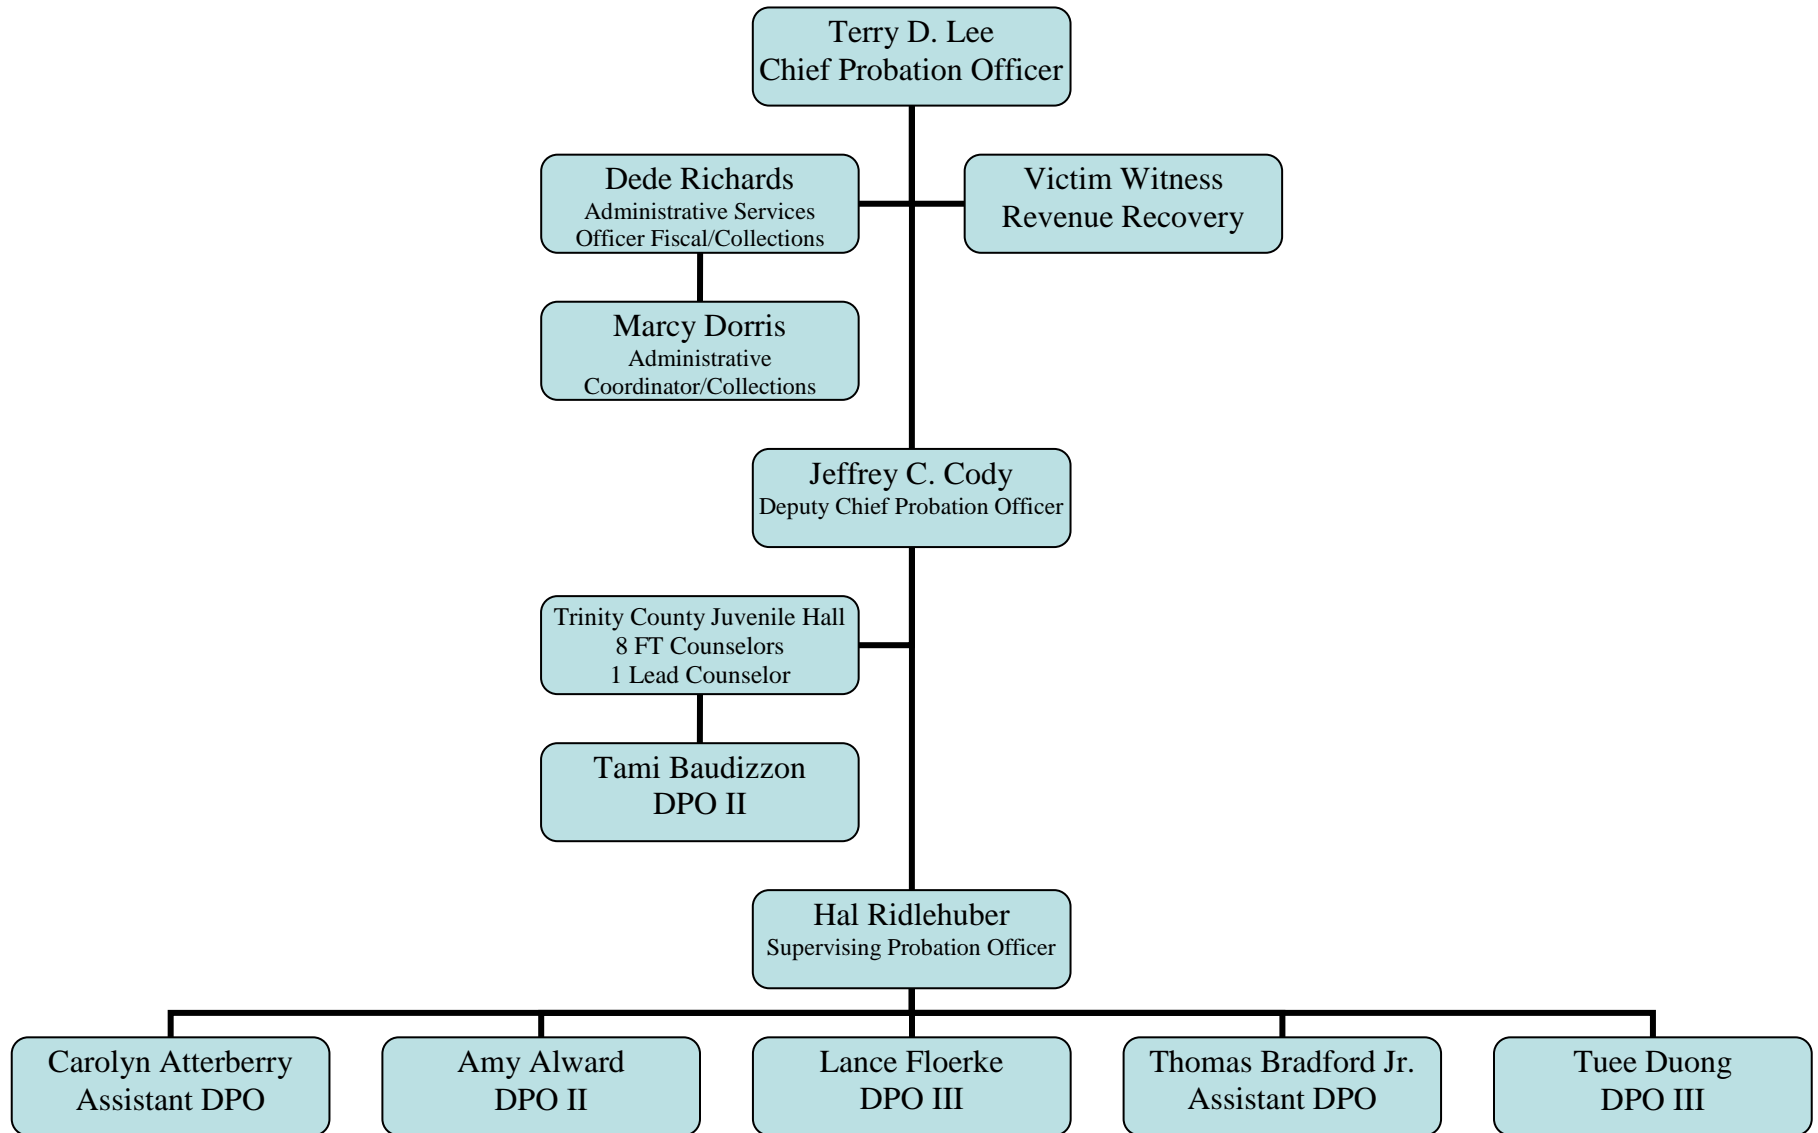 Terry D. Lee
Chief Probation Officer
Dede Richards
Administrative Services
Officer Fiscal/Collections
Victim Witness
Revenue Recovery
Marcy Dorris
Administrative
Coordinator/Collections
Jeffrey C. Cody
Deputy Chief Probation Officer
Trinity County Juvenile Hall
8 FT Counselors
1 Lead Counselor
Tami Baudizzon
DPO II
Hal Ridlehuber
Supervising Probation Officer
Carolyn Atterberry
Assistant DPO
Amy Alward
DPO II
Lance Floerke
DPO III
Thomas Bradford Jr.
Assistant DPO
Tuee Duong
DPO III